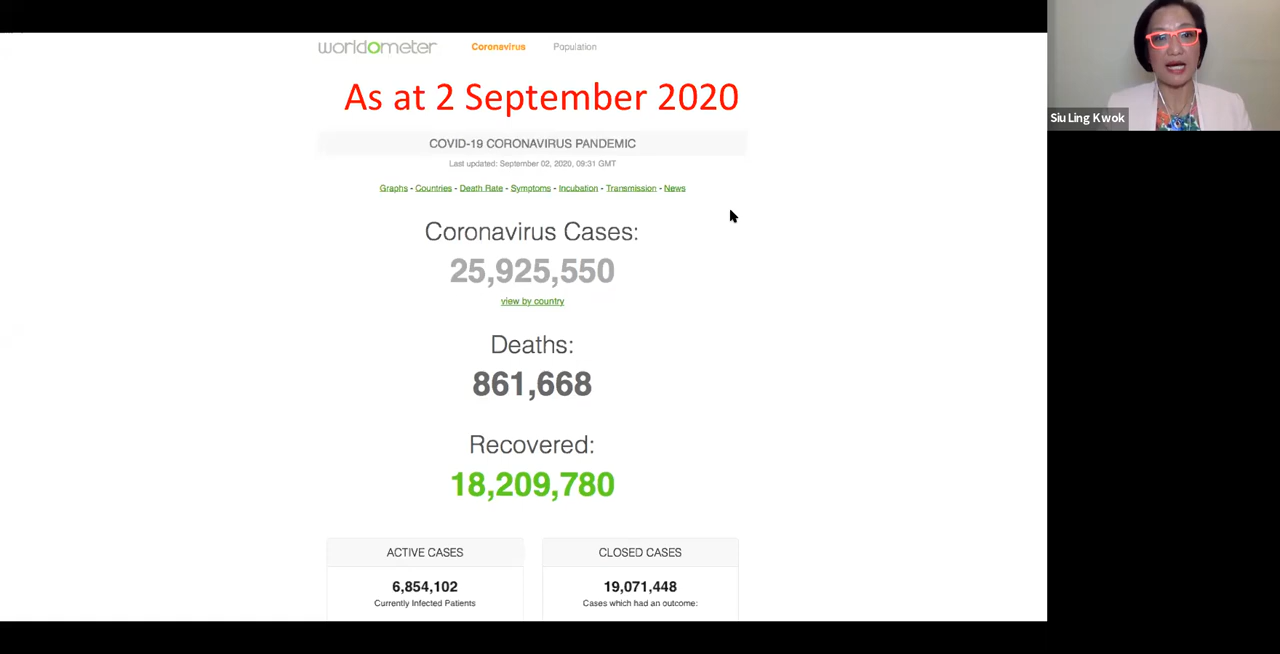 worldometer Coronavirus Population
As at 2 September 2020
COVID-19 CORONAVIRUS PANDEMIC
Last updated: September 02, 2020, 09:31 GMT
Graphs - Countries - Death Rate - Symptoms - Incubation - Transmission - News
Coronavirus Cases:
25,925,550
view by country
Deaths:
861,668
Recovered:
18,209,780
ACTIVE CASES
6,854,102
Currently Infected Patients
CLOSED CASES
19,071,448
Cases which had an outcome:
Siu Ling Kwok